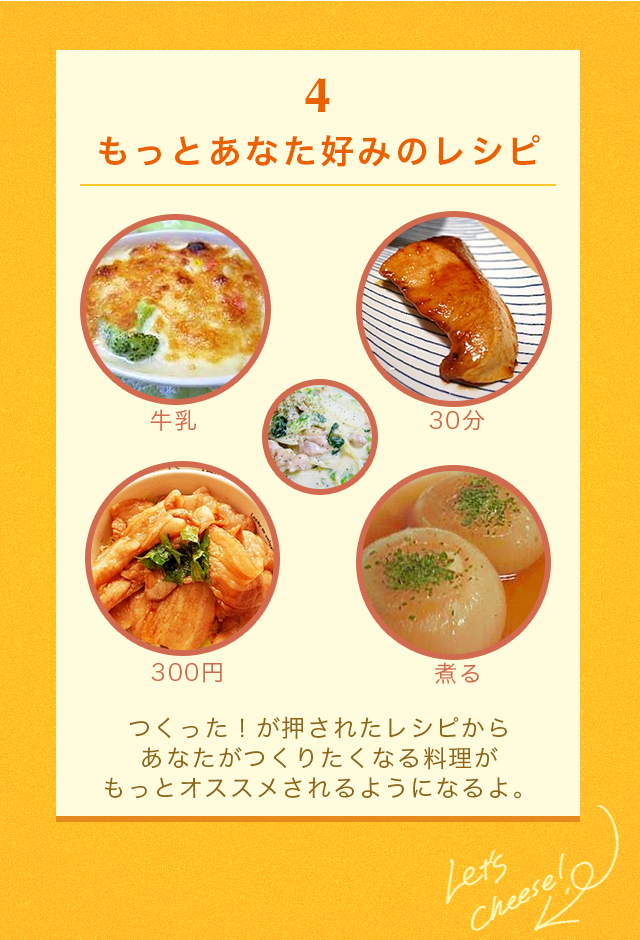 4
もっとあなた好みのレシピ
牛乳
30分
300円
煮る
つくった！が押されたレシピから
あなたがつくりたくなる料理が
もっとオススメされるようになるよ。
Let's
cheese!